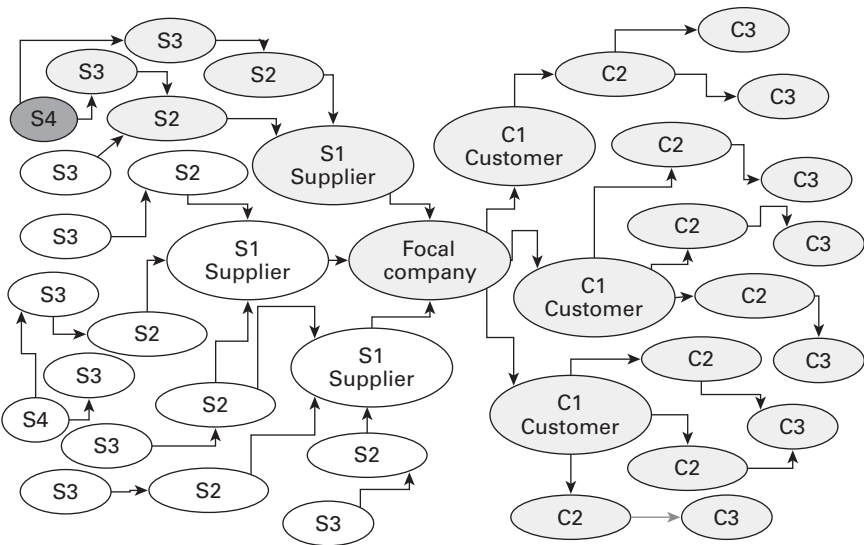 S3
C3
S3
S2
C2
C3
S4
S2
C1
Customer
S1
Supplier
C2
S3
S2
C3
C2
S3
S1
Supplier
Focal
company
C3
C1
Customer
C2
S3
S2
S1
Supplier
C2
C3
S3
S4
S2
C1
Customer
C3
S3
S2
C2
S3
S2
S3
C2
C3